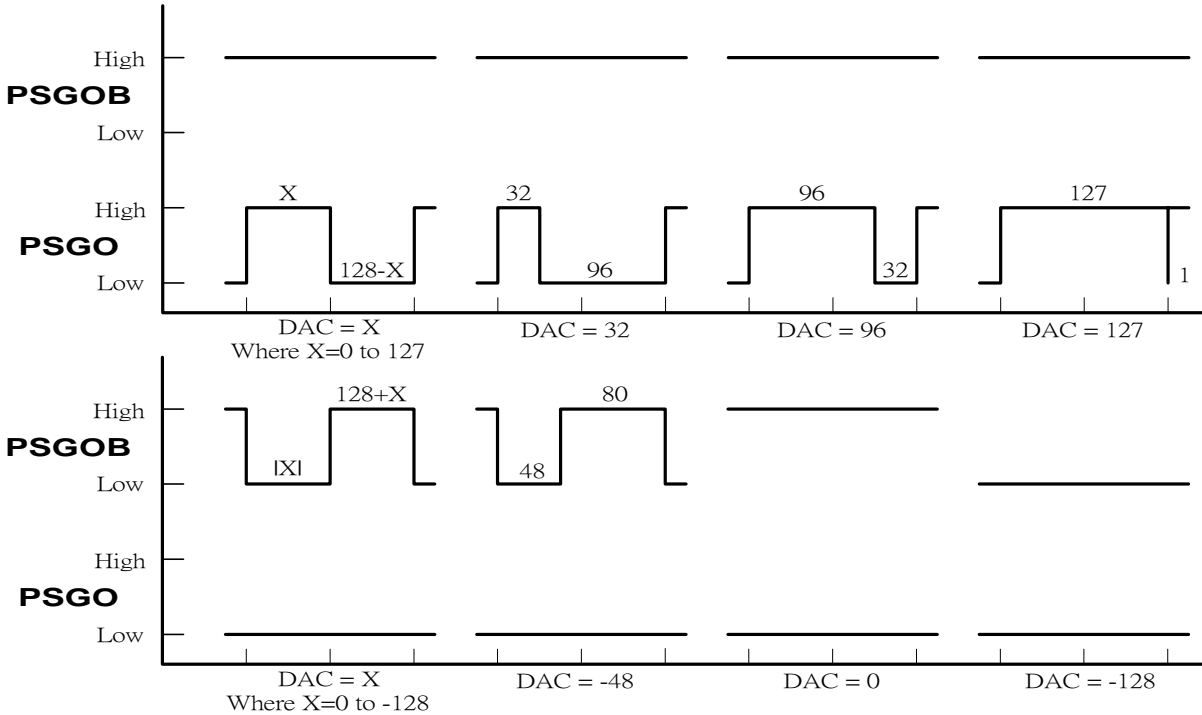 High
PSGOB
Low
X
32
96
127
High
PSGO
128-X
96
32
1
Low
DAC = X
Where X=0 to 127
DAC = 32
DAC = 96
DAC = 127
128+X
80
High
PSGOB
|X|
48
Low
High
PSGO
Low
DAC = X
Where X=0 to -128
DAC = -48
DAC = 0
DAC = -128